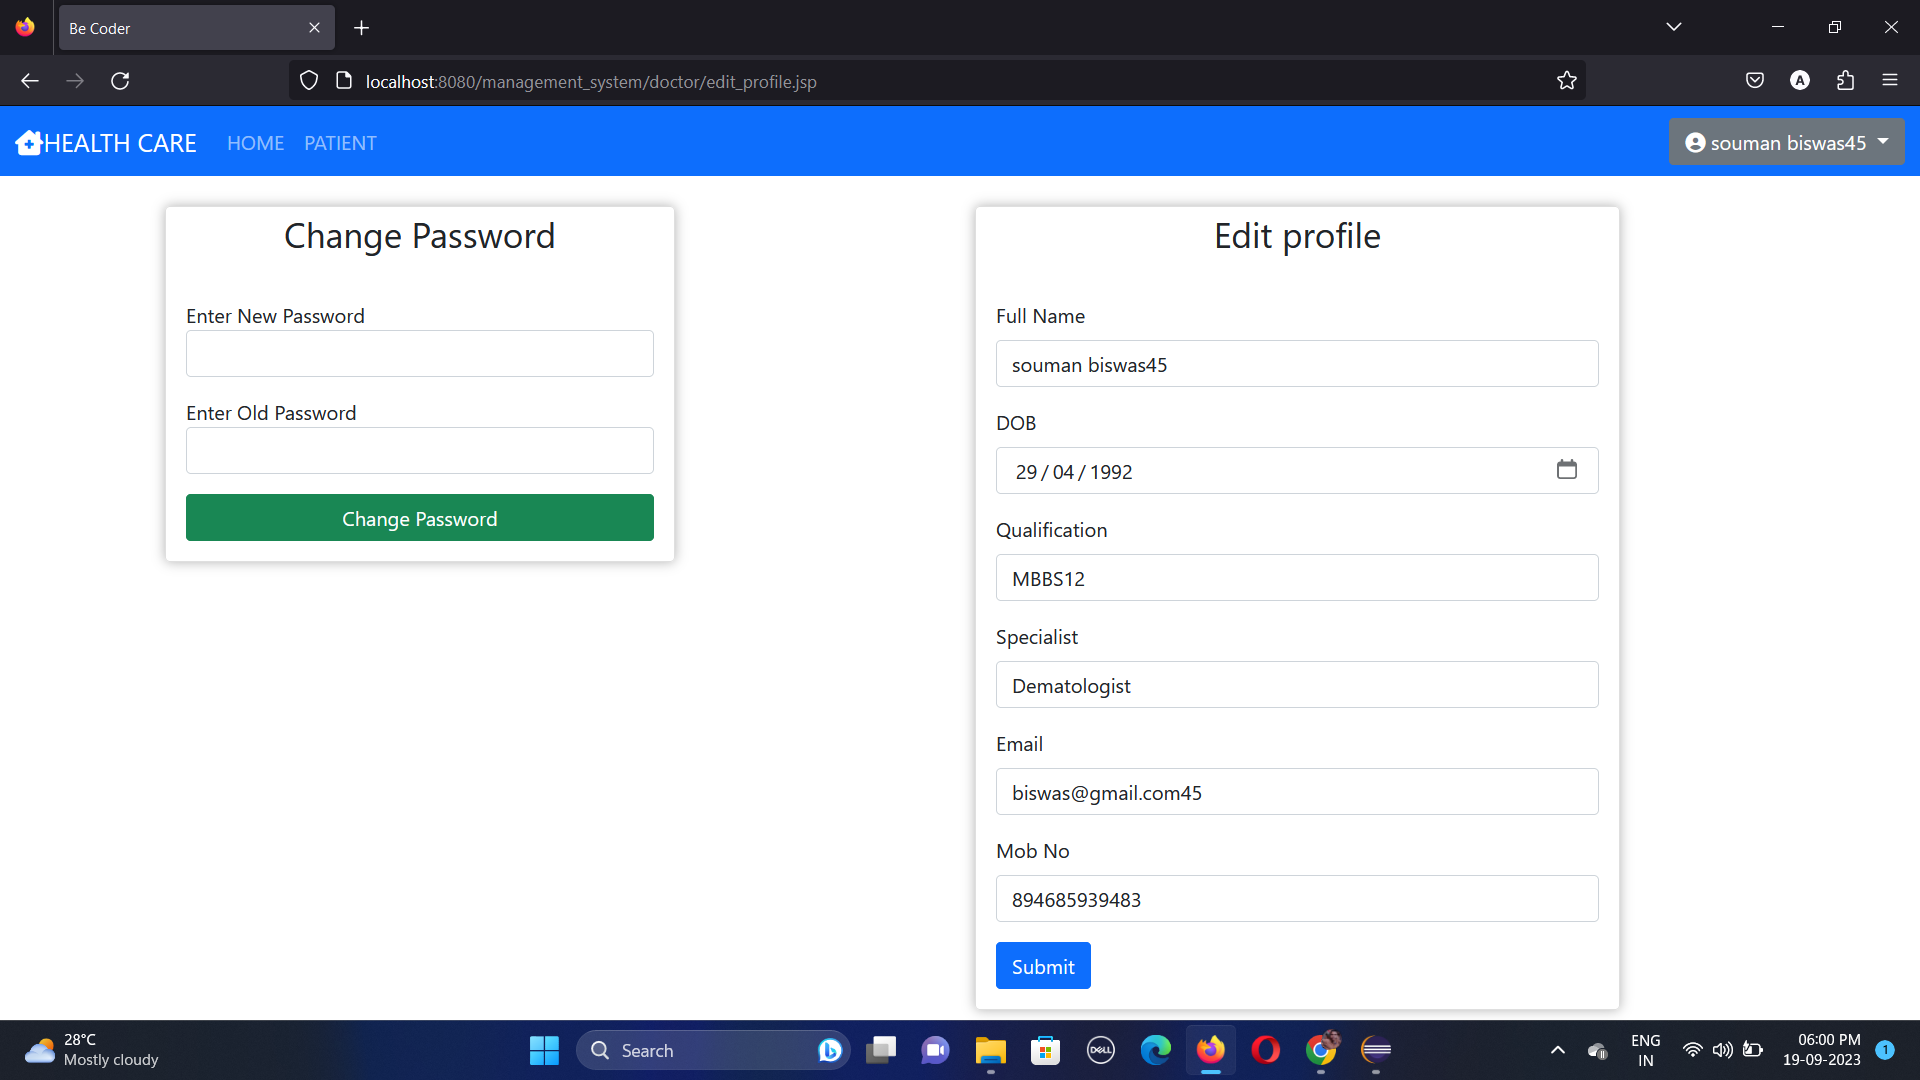 Be Coder
localhost:8080/management_system/doctor/edit_profile.jsp
A
HEALTH CARE HOME PATIENT souman biswas45
Change Password
Enter New Password
Enter Old Password
Change Password
Edit profile
Full Name
souman biswas45
DOB
29 / 04 / 1992
Qualification
MBBS12
Specialist
Dematologist
Email
biswas@gmail.com45
Mob No
894685939483
Submit
28°C
Mostly cloudy
Search
DELL
ENG
IN
06:00 PM
19-09-2023
1